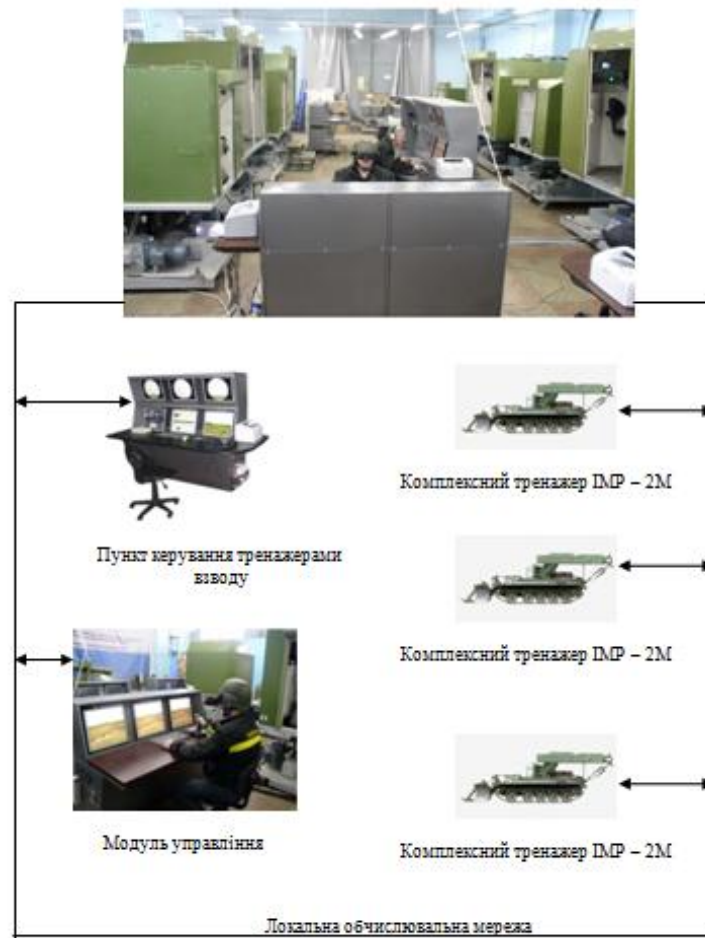 Комплексний тренажер ІМР – 2М
Пункт керування тренажерами
взводу
Комплексний тренажер ІМР – 2М
Модуль управління
Комплексний тренажер ІМР – 2М
Локальна обчислювальна мережа